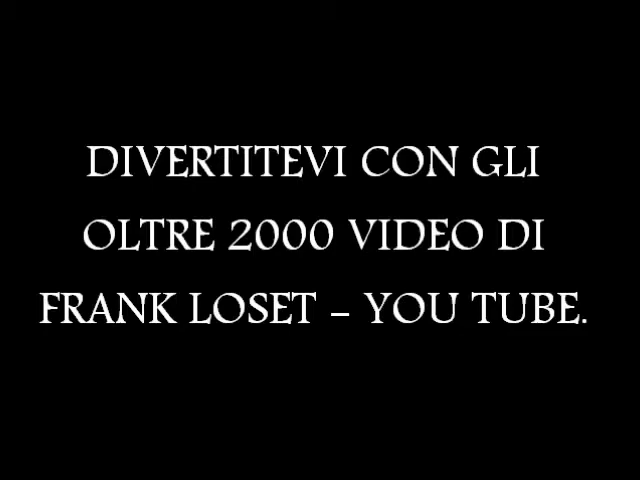 DIVERTITEVI CON GLI
OLTRE 2000 VIDEO DI
FRANK LOSET – YOU TUBE.